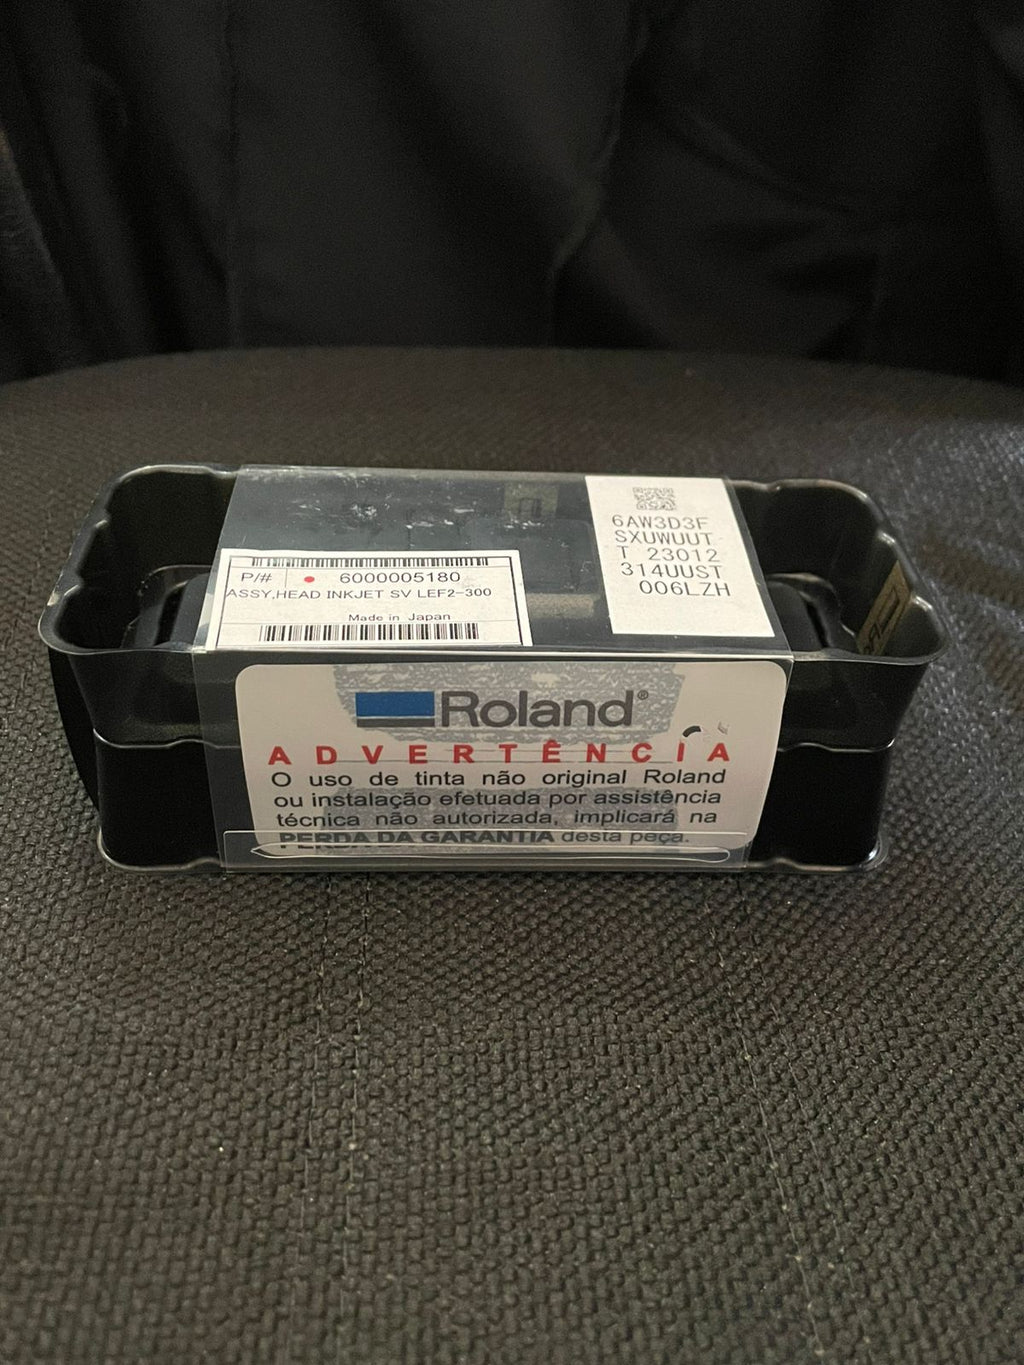 6AW3D3F
SXUWUUT
T 23012
314UUST
006LZH
P/# 6000005180
ASSY,HEAD INKJET SV LEF2-300
Made in Japan
Roland®
ADVERTÊNCIA
O uso de tinta não original Roland
ou instalação efetuada por assistência
técnica não autorizada, implicará na
PERDA DA GARANTIA desta peça.